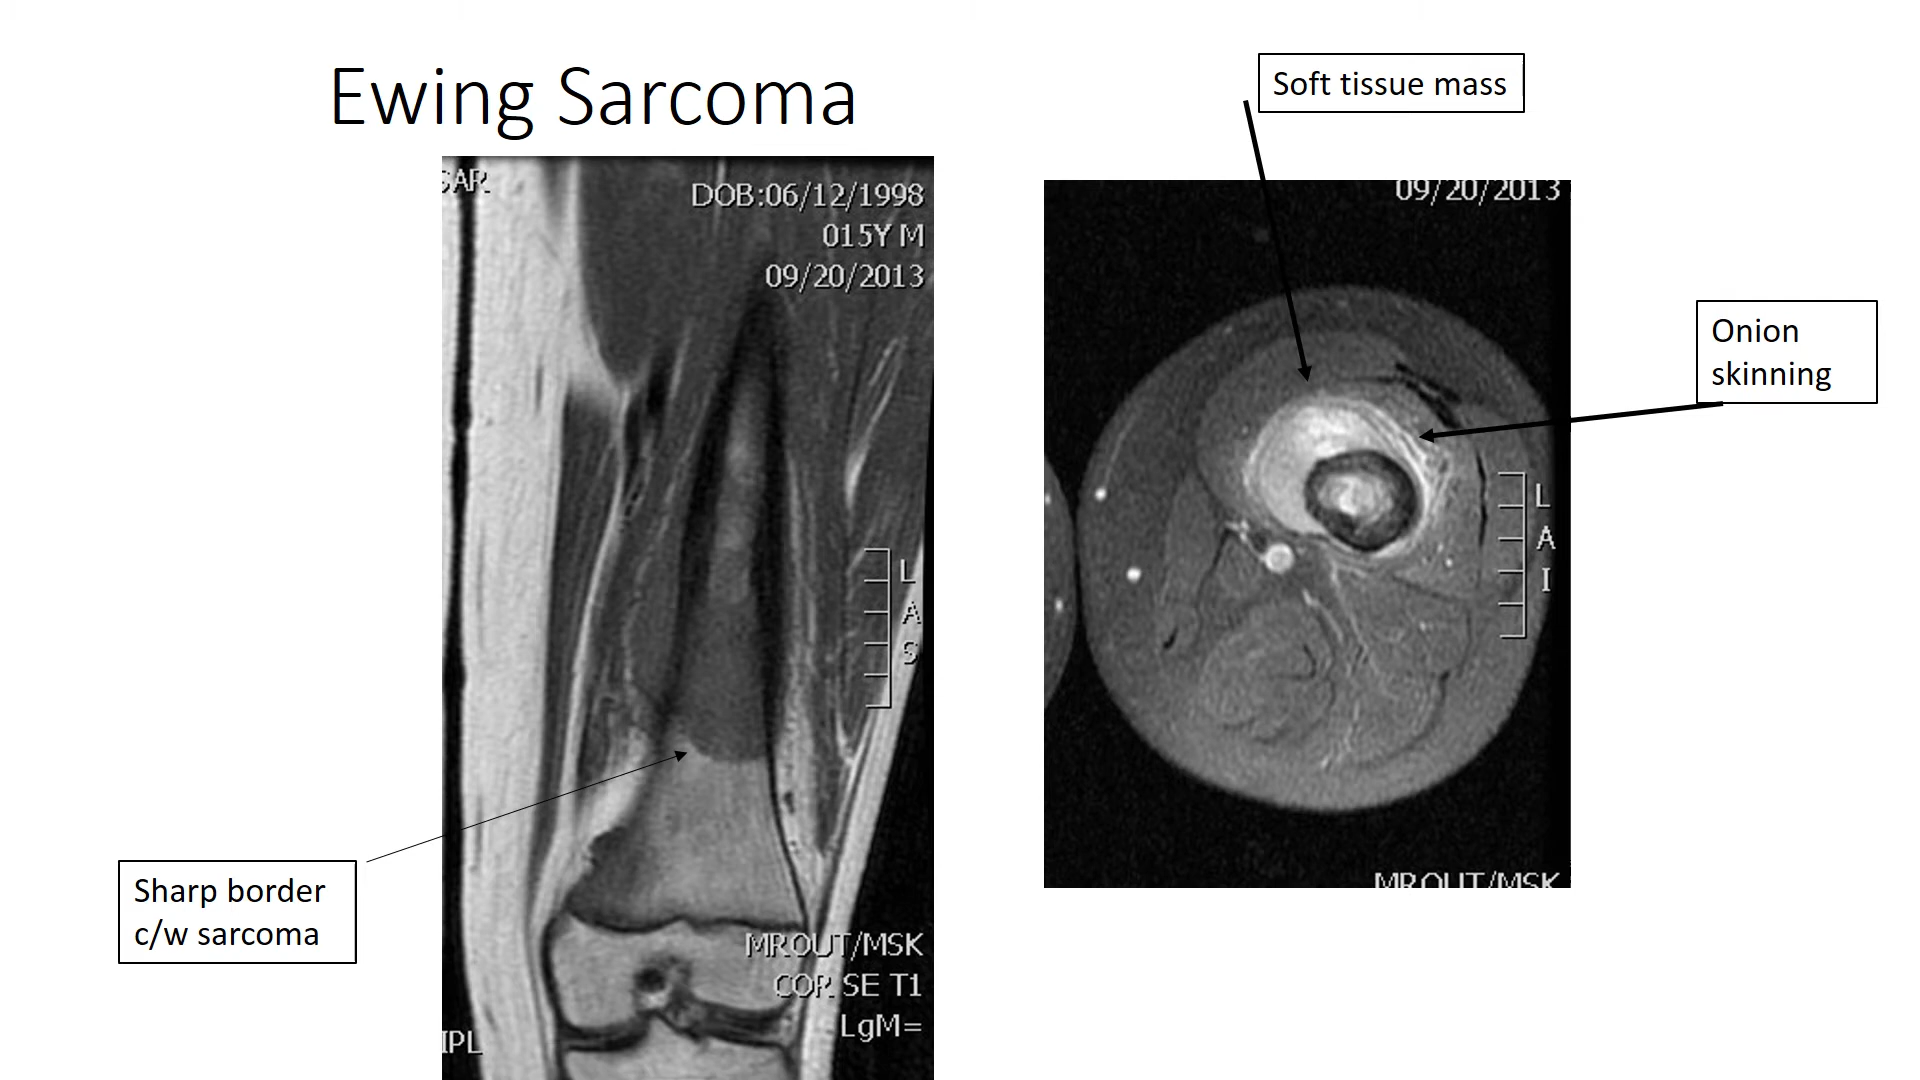 Ewing Sarcoma
Soft tissue mass
SAR
DOB:06/12/1998
015Y M
09/20/2013
09/20/2013
Onion
skinning
L
A
S
L
A
I
Sharp border
c/w sarcoma
MROUT/MSK
MROUT/MSK
COR SE T1
LgM=
IPL